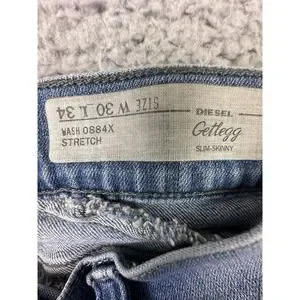 SIZE W 30 L 34
WASH 0884X
STRETCH
DIESEL
Getlegg
SLIM-SKINNY